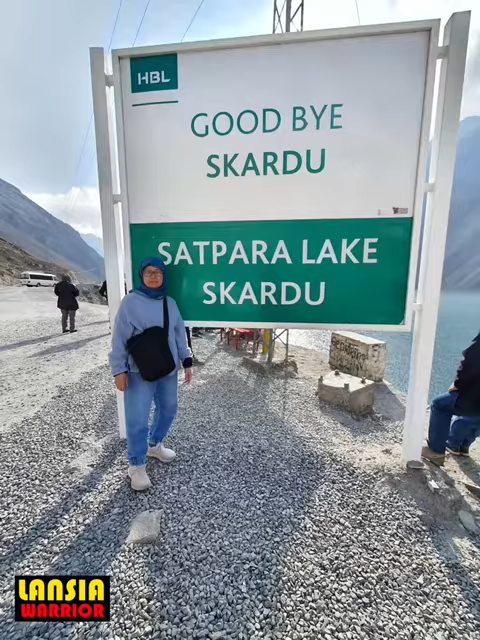 HBL
GOOD BYE
SKARDU
SATPARA LAKE
SKARDU
LANSIA
WARRIOR